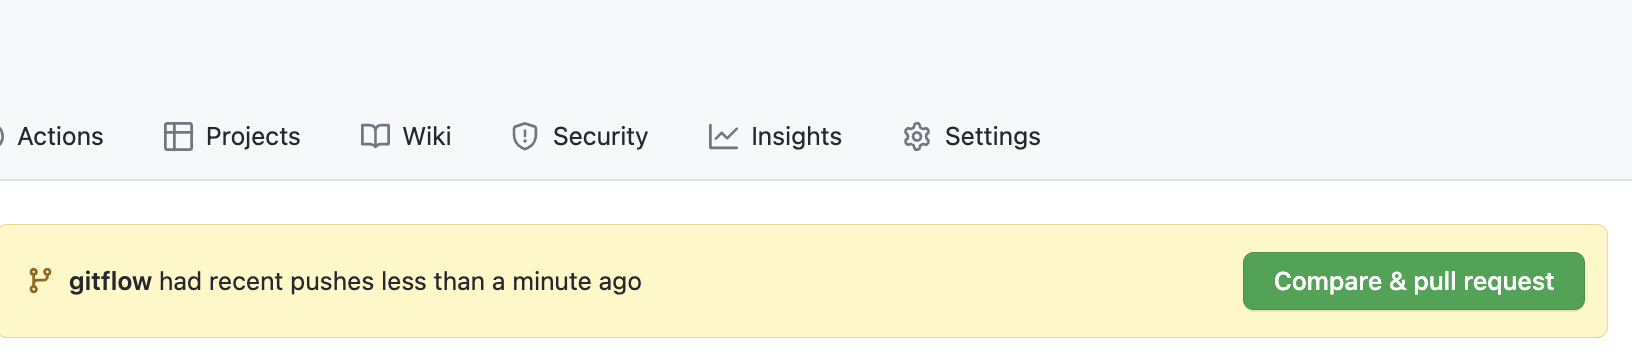 Actions Projects Wiki Security Insights Settings
gitflow had recent pushes less than a minute ago Compare & pull request